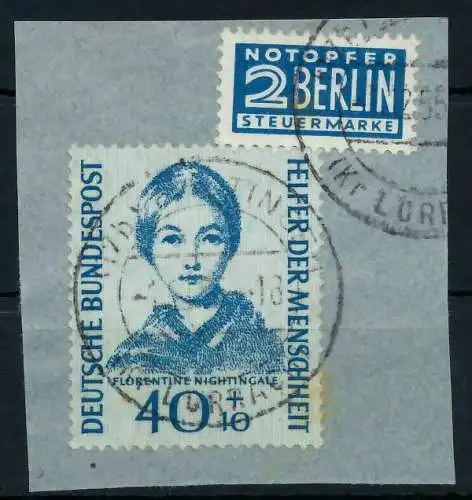 NOTOPFER
2 BERLIN
STEUERMARKE
DEUTSCHE BUNDESPOST
HELFER DER MENSCHHEIT
FLORENTINE NIGHTINGALE
40+10